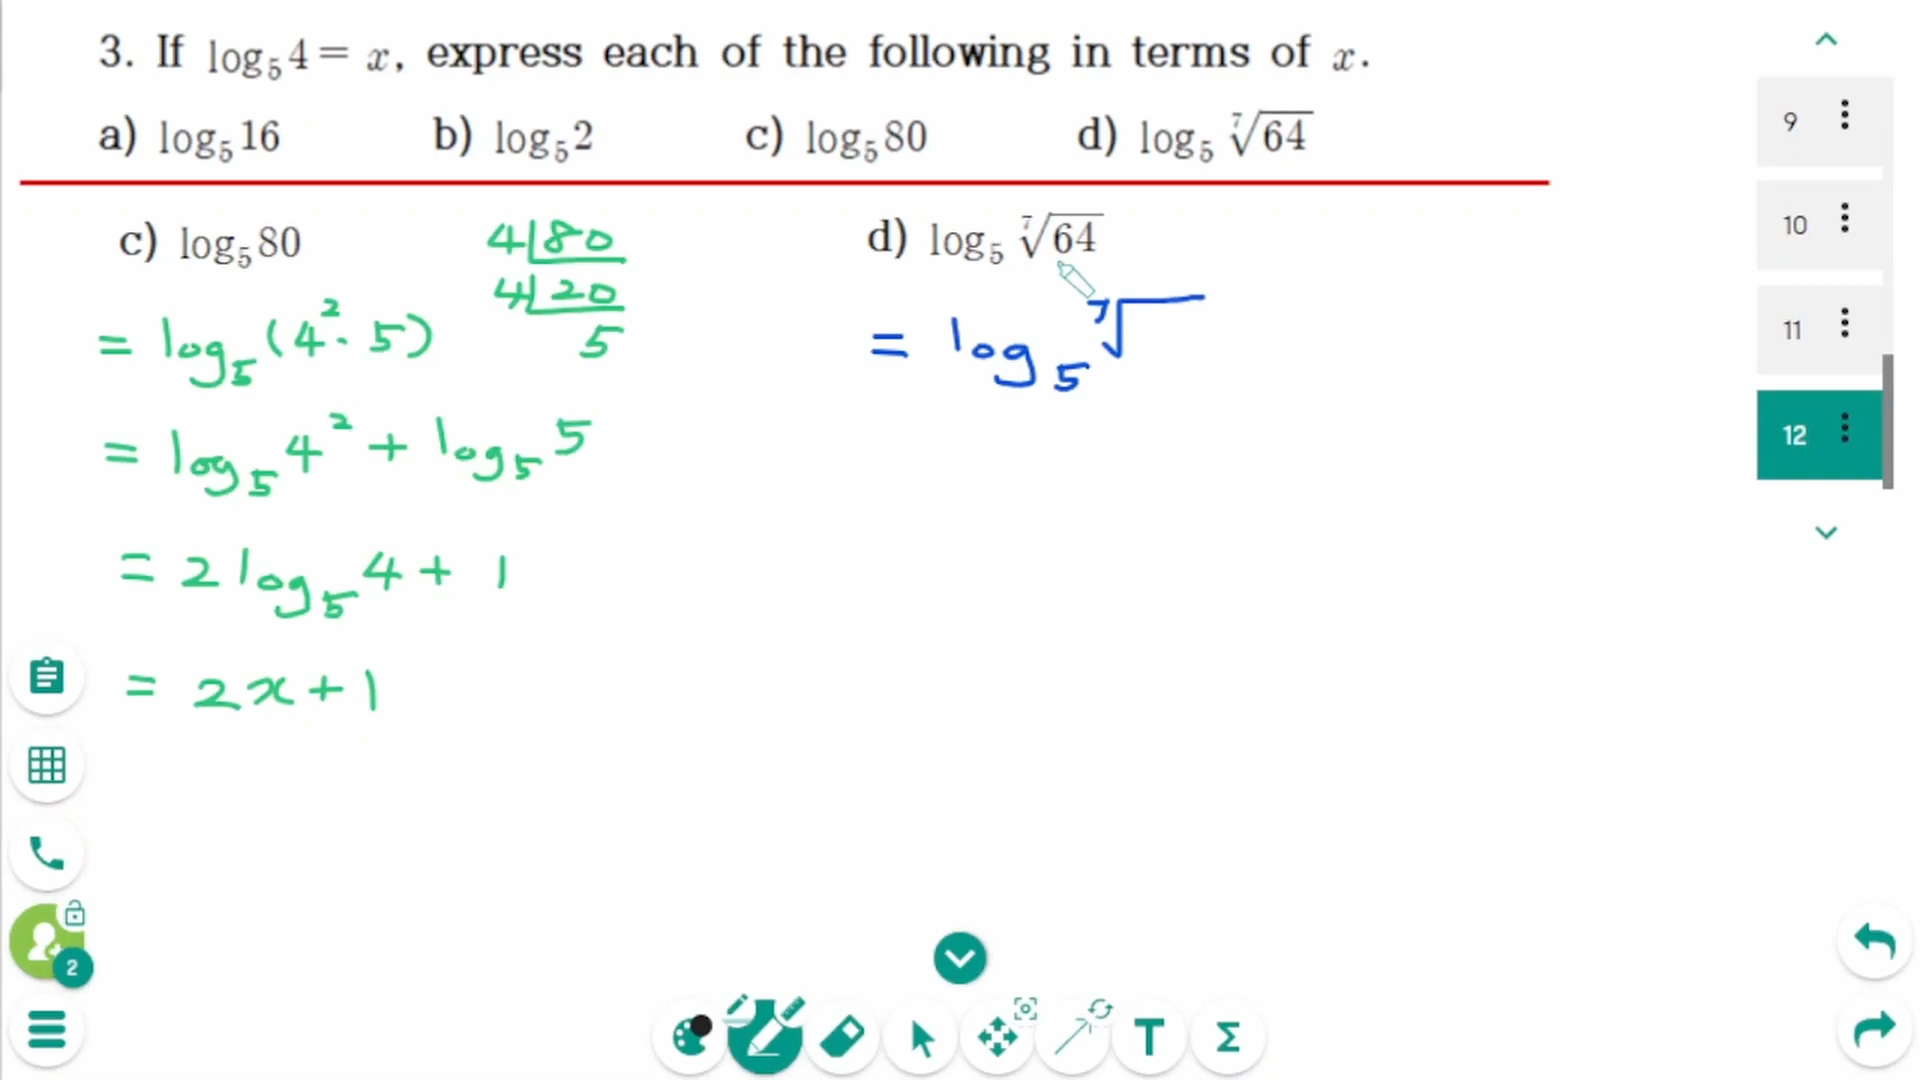 3. If log₅4 = x, express each of the following in terms of x.
a) log₅16 b) log₅2 c) log₅80 d) log₅ ⁷√64
c) log₅80
4|80
4|20
5
= log₅(4²·5)
= log₅4² + log₅5
= 2log₅4 + 1
= 2x+1
d) log₅ ⁷√64
= log₅ ⁷√
9
10
11
12
2
T
Σ